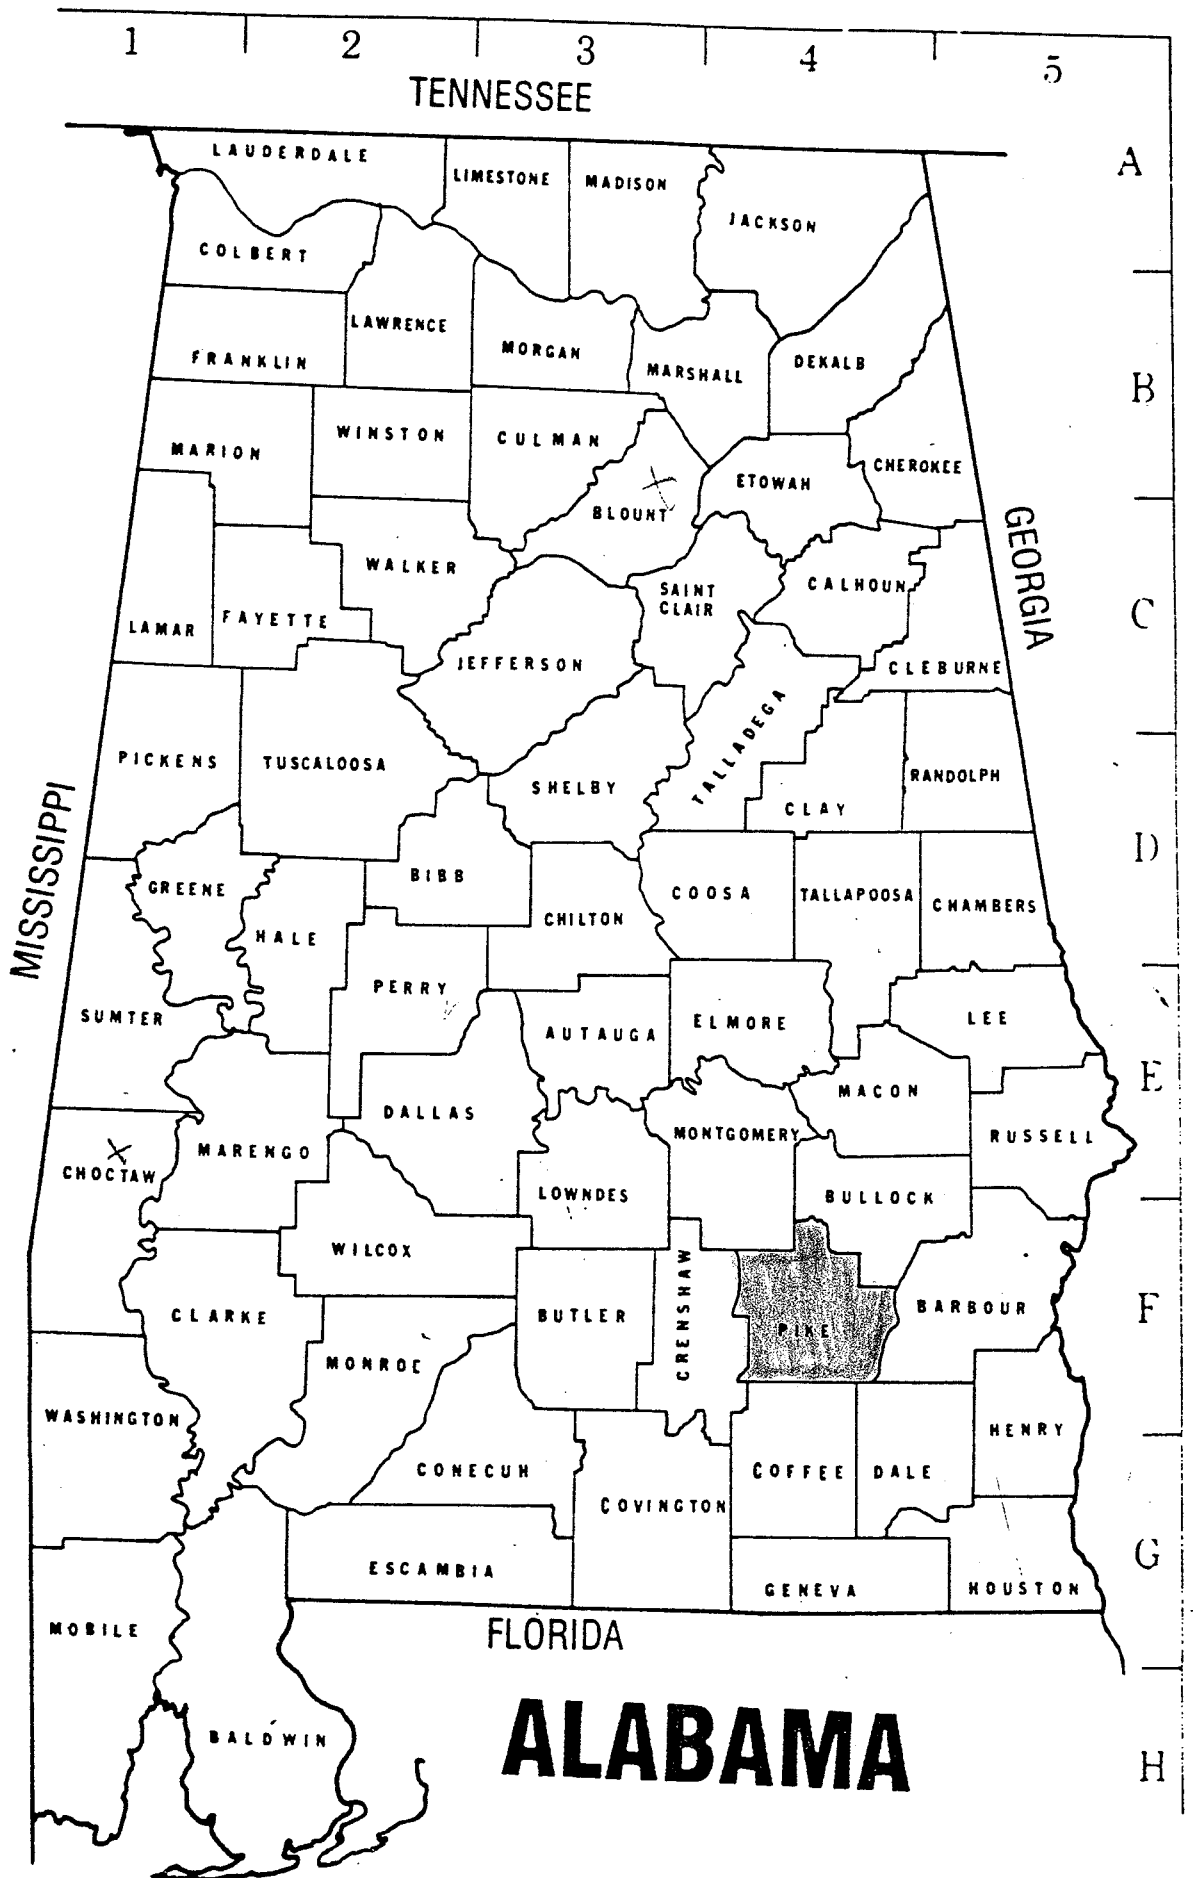 1 2 3 4 5
TENNESSEE
A
LAUDERDALE
LIMESTONE
MADISON
JACKSON
COLBERT
LAWRENCE
FRANKLIN
MORGAN
MARSHALL
DEKALB
B
MARION
WINSTON
CULMAN
CHEROKEE
ETOWAH
BLOUNT
GEORGIA
WALKER
SAINT
CLAIR
CALHOUN
C
LAMAR
FAYETTE
JEFFERSON
CLEBURNE
TALLADEGA
PICKENS
TUSCALOOSA
SHELBY
RANDOLPH
CLAY
MISSISSIPPI
D
GREENE
BIBB
COOSA
TALLAPOOSA
CHAMBERS
HALE
CHILTON
PERRY
SUMTER
AUTAUGA
ELMORE
LEE
E
MACON
DALLAS
MONTGOMERY
RUSSELL
CHOCTAW
MARENGO
LOWNDES
BULLOCK
WILCOX
CRENSHAW
CLARKE
BUTLER
PIKE
BARBOUR
F
MONROE
WASHINGTON
HENRY
CONECUH
COFFEE
DALE
COVINGTON
G
ESCAMBIA
GENEVA
HOUSTON
MOBILE
FLORIDA
BALDWIN
ALABAMA
H